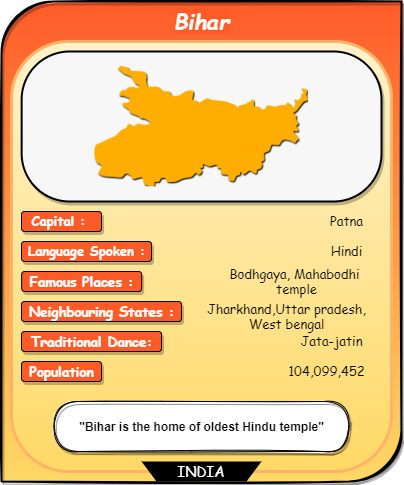 Bihar
Capital : Patna
Language Spoken : Hindi
Famous Places : Bodhgaya, Mahabodhi
temple
Neighbouring States : Jharkhand,Uttar pradesh,
West bengal
Traditional Dance: Jata-jatin
Population 104,099,452
"Bihar is the home of oldest Hindu temple"
INDIA